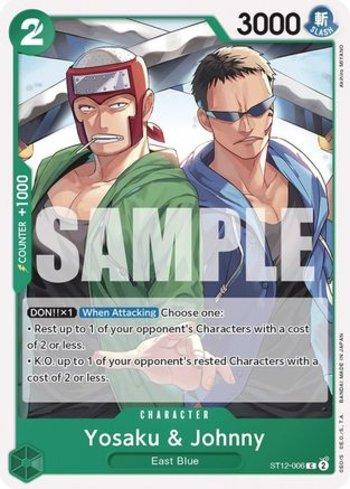 2
3000
斬
SLASH
Akihiro MIYANO
COUNTER +1000
SAMPLE
DON!!×1 When Attacking Choose one:
• Rest up to 1 of your opponent's Characters with a cost
of 2 or less.
• K.O. up to 1 of your opponent's rested Characters with a
cost of 2 or less.
CHARACTER
Yosaku & Johnny
East Blue
ST12-006 C 2
©E.O./S., T.A. BANDAI MADE IN JAPAN